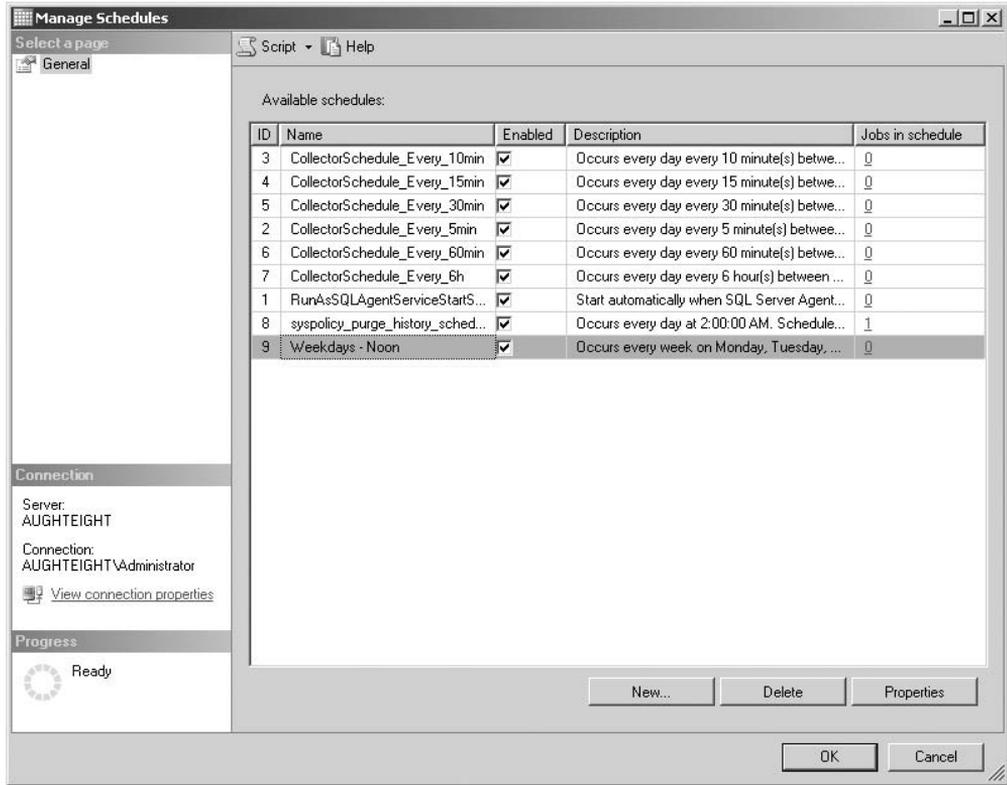 Manage Schedules
Select a page
General
Script Help
Available schedules:
ID Name Enabled Description Jobs in schedule
3 CollectorSchedule_Every_10min Occurs every day every 10 minute(s) betwe... 0
4 CollectorSchedule_Every_15min Occurs every day every 15 minute(s) betwe... 0
5 CollectorSchedule_Every_30min Occurs every day every 30 minute(s) betwe... 0
2 CollectorSchedule_Every_5min Occurs every day every 5 minute(s) betwee... 0
6 CollectorSchedule_Every_60min Occurs every day every 60 minute(s) betwe... 0
7 CollectorSchedule_Every_6h Occurs every day every 6 hour(s) between ... 0
1 RunAsSQLAgentServiceStartS... Start automatically when SQL Server Agent... 0
8 syspolicy_purge_history_sched... Occurs every day at 2:00:00 AM. Schedule... 1
9 Weekdays - Noon Occurs every week on Monday, Tuesday, ... 0
Connection
Server:
AUGHTEIGHT
Connection:
AUGHTEIGHT\Administrator
View connection properties
Progress
Ready
New... Delete Properties
OK Cancel